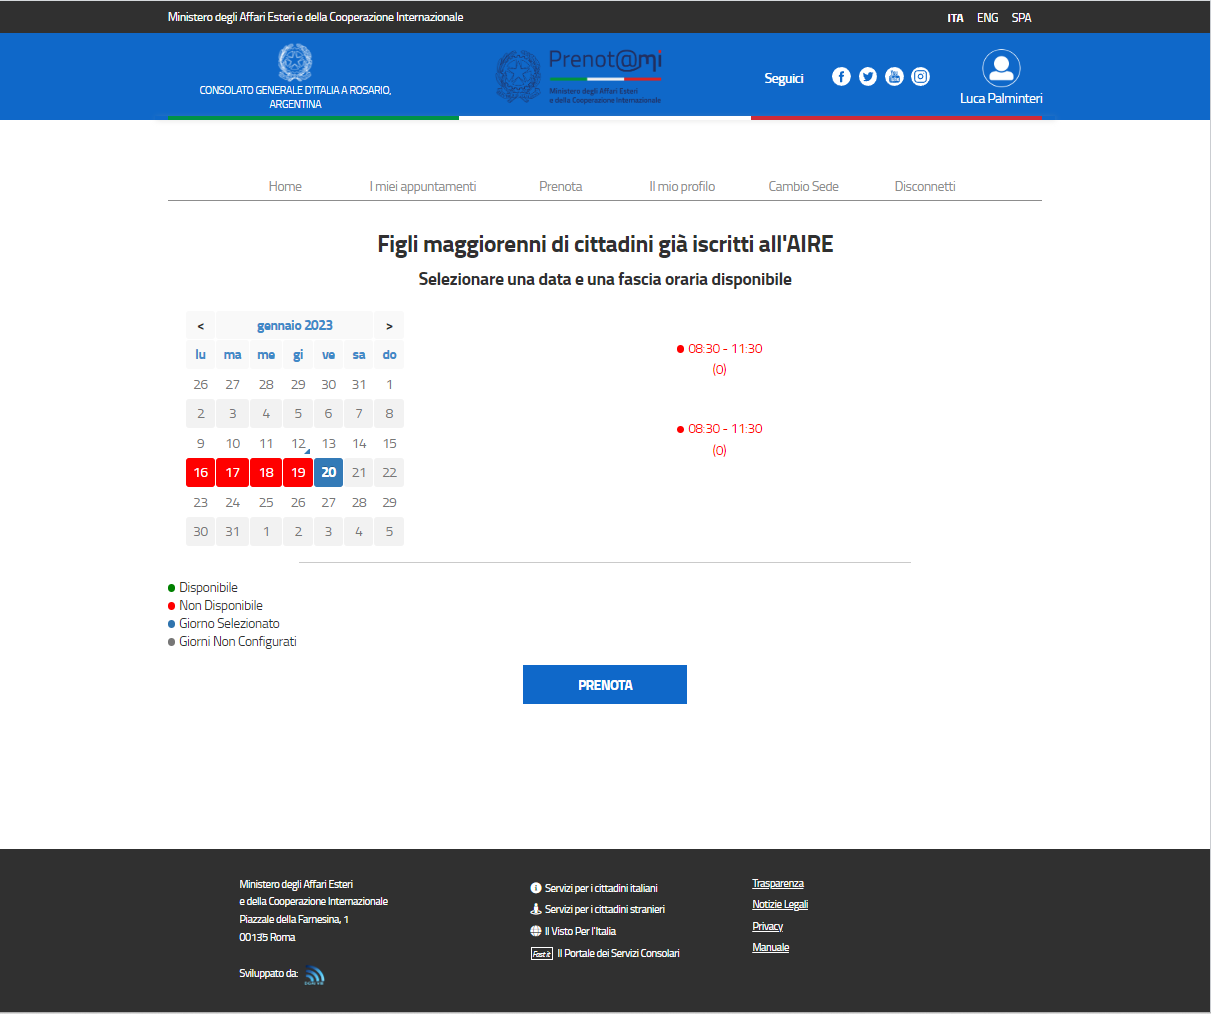 Ministero degli Affari Esteri e della Cooperazione Internazionale
ITA ENG SPA
CONSOLATO GENERALE D'ITALIA A ROSARIO,
ARGENTINA
Prenot@mi
Ministero degli Affari Esteri
e della Cooperazione Internazionale
Seguici
Luca Palminteri
Home I miei appuntamenti Prenota Il mio profilo Cambio Sede Disconnetti
Figli maggiorenni di cittadini già iscritti all'AIRE
Selezionare una data e una fascia oraria disponibile
< gennaio 2023 >
lu ma me gi ve sa do
26 27 28 29 30 31 1
2 3 4 5 6 7 8
9 10 11 12 13 14 15
16 17 18 19 20 21 22
23 24 25 26 27 28 29
30 31 1 2 3 4 5
08:30 - 11:30
(0)
08:30 - 11:30
(0)
Disponibile
Non Disponibile
Giorno Selezionato
Giorni Non Configurati
PRENOTA
Ministero degli Affari Esteri
e della Cooperazione Internazionale
Piazzale della Farnesina, 1
00135 Roma
Sviluppato da:
Servizi per i cittadini italiani
Servizi per i cittadini stranieri
Il Visto Per l'Italia
Fast it Il Portale dei Servizi Consolari
Trasparenza
Notizie Legali
Privacy
Manuale